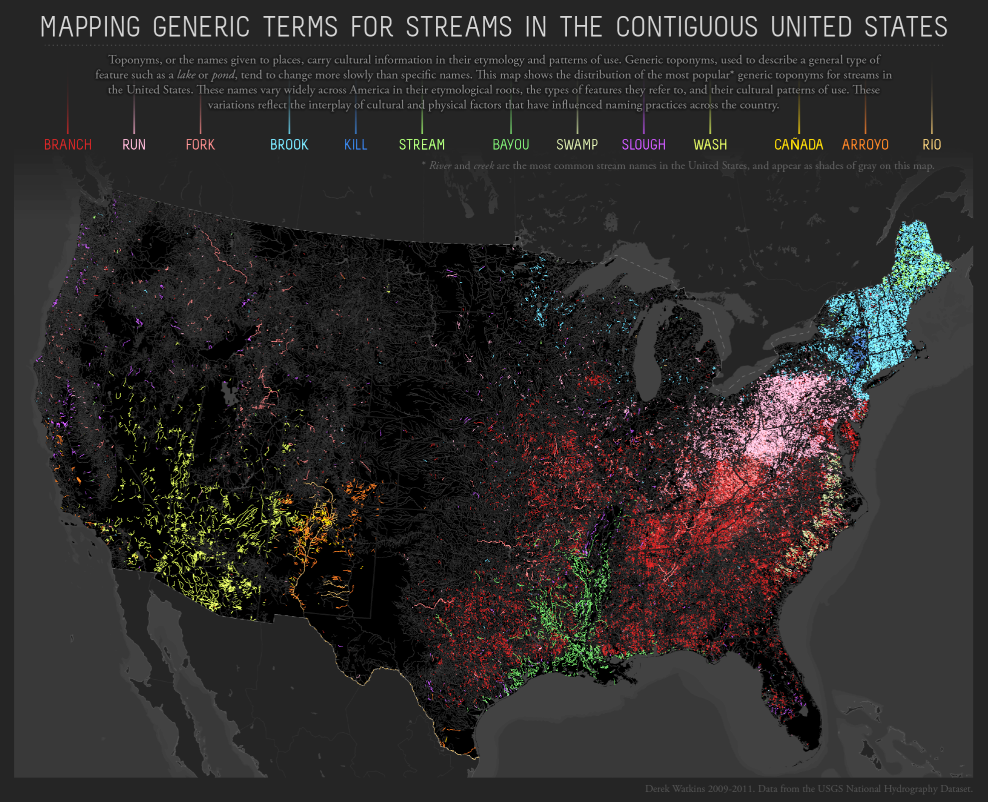 MAPPING GENERIC TERMS FOR STREAMS IN THE CONTIGUOUS UNITED STATES
Toponyms, or the names given to places, carry cultural information in their etymology and patterns of use. Generic toponyms, used to describe a general type of
feature such as a lake or pond, tend to change more slowly than specific names. This map shows the distribution of the most popular* generic toponyms for streams in
the United States. These names vary widely across America in their etymological roots, the types of features they refer to, and their cultural patterns of use. These
variations reflect the interplay of cultural and physical factors that have influenced naming practices across the country.
BRANCH RUN FORK BROOK KILL STREAM BAYOU SWAMP SLOUGH WASH CAÑADA ARROYO RIO
* River and creek are the most common stream names in the United States, and appear as shades of gray on this map.
Derek Watkins 2009-2011. Data from the USGS National Hydrography Dataset.